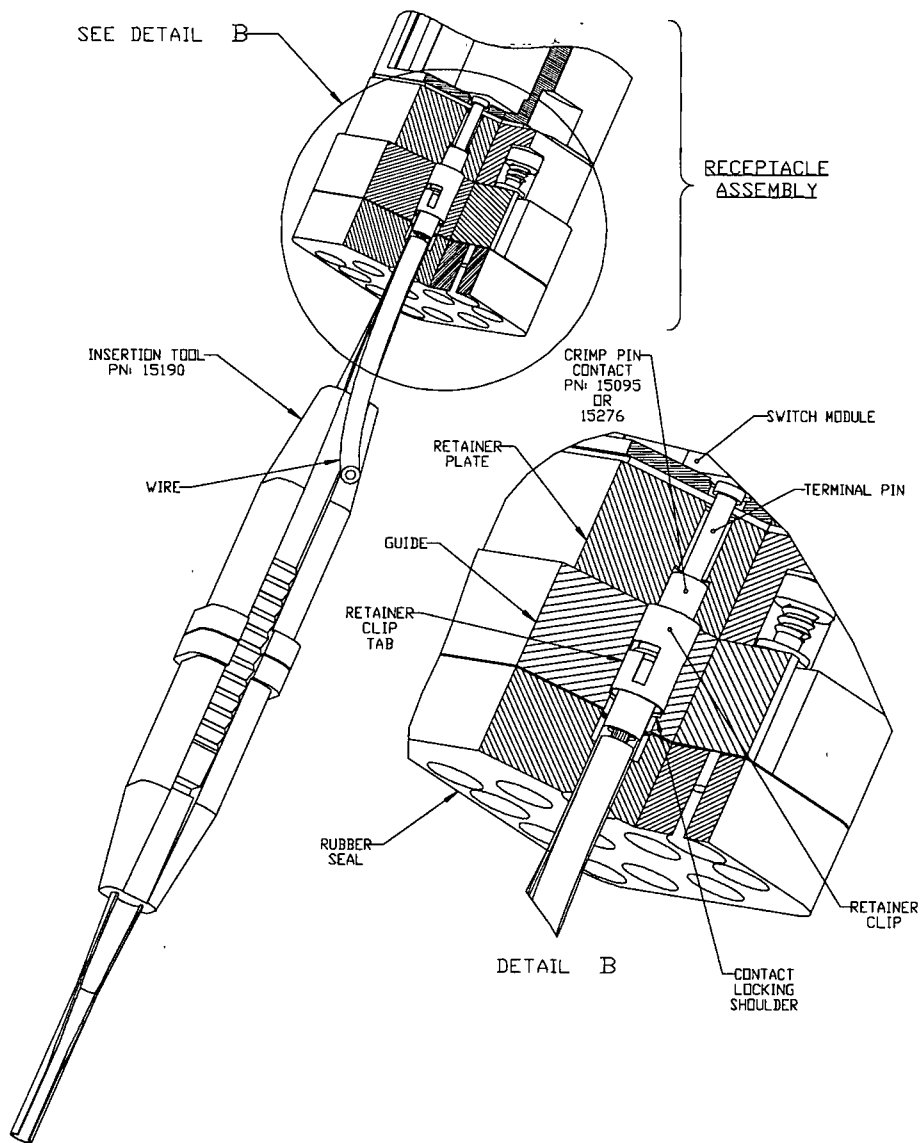 SEE DETAIL B
RECEPTACLE
ASSEMBLY
INSERTION TOOL
PN: 15190
CRIMP PIN
CONTACT
PN: 15095
OR
15276
SWITCH MODULE
RETAINER
PLATE
TERMINAL PIN
WIRE
GUIDE
RETAINER
CLIP
TAB
RUBBER
SEAL
RETAINER
CLIP
DETAIL B
CONTACT
LOCKING
SHOULDER